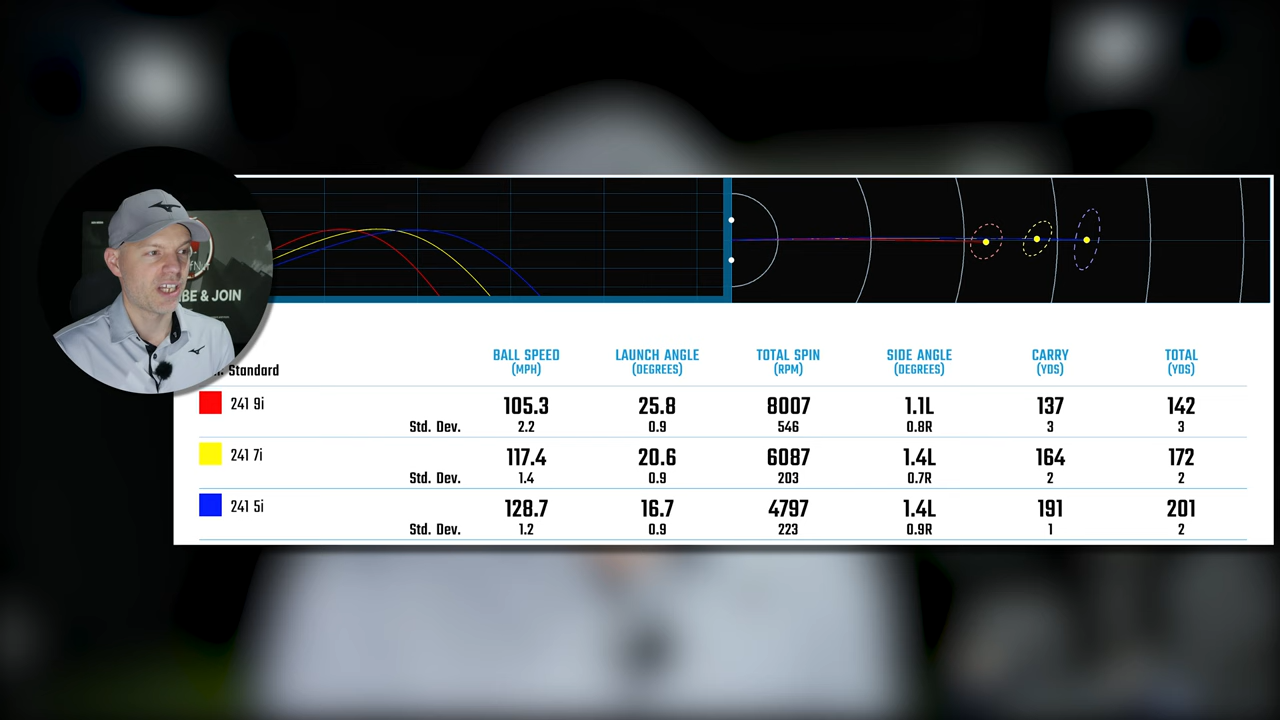 BE & JOIN
Standard
BALL SPEED LAUNCH ANGLE TOTAL SPIN SIDE ANGLE CARRY TOTAL
(MPH) (DEGREES) (RPM) (DEGREES) (YDS) (YDS)
241 9i 105.3 25.8 8007 1.1L 137 142
Std. Dev. 2.2 0.9 546 0.8R 3 3
241 7i 117.4 20.6 6087 1.4L 164 172
Std. Dev. 1.4 0.9 203 0.7R 2 2
241 5i 128.7 16.7 4797 1.4L 191 201
Std. Dev. 1.2 0.9 223 0.9R 1 2